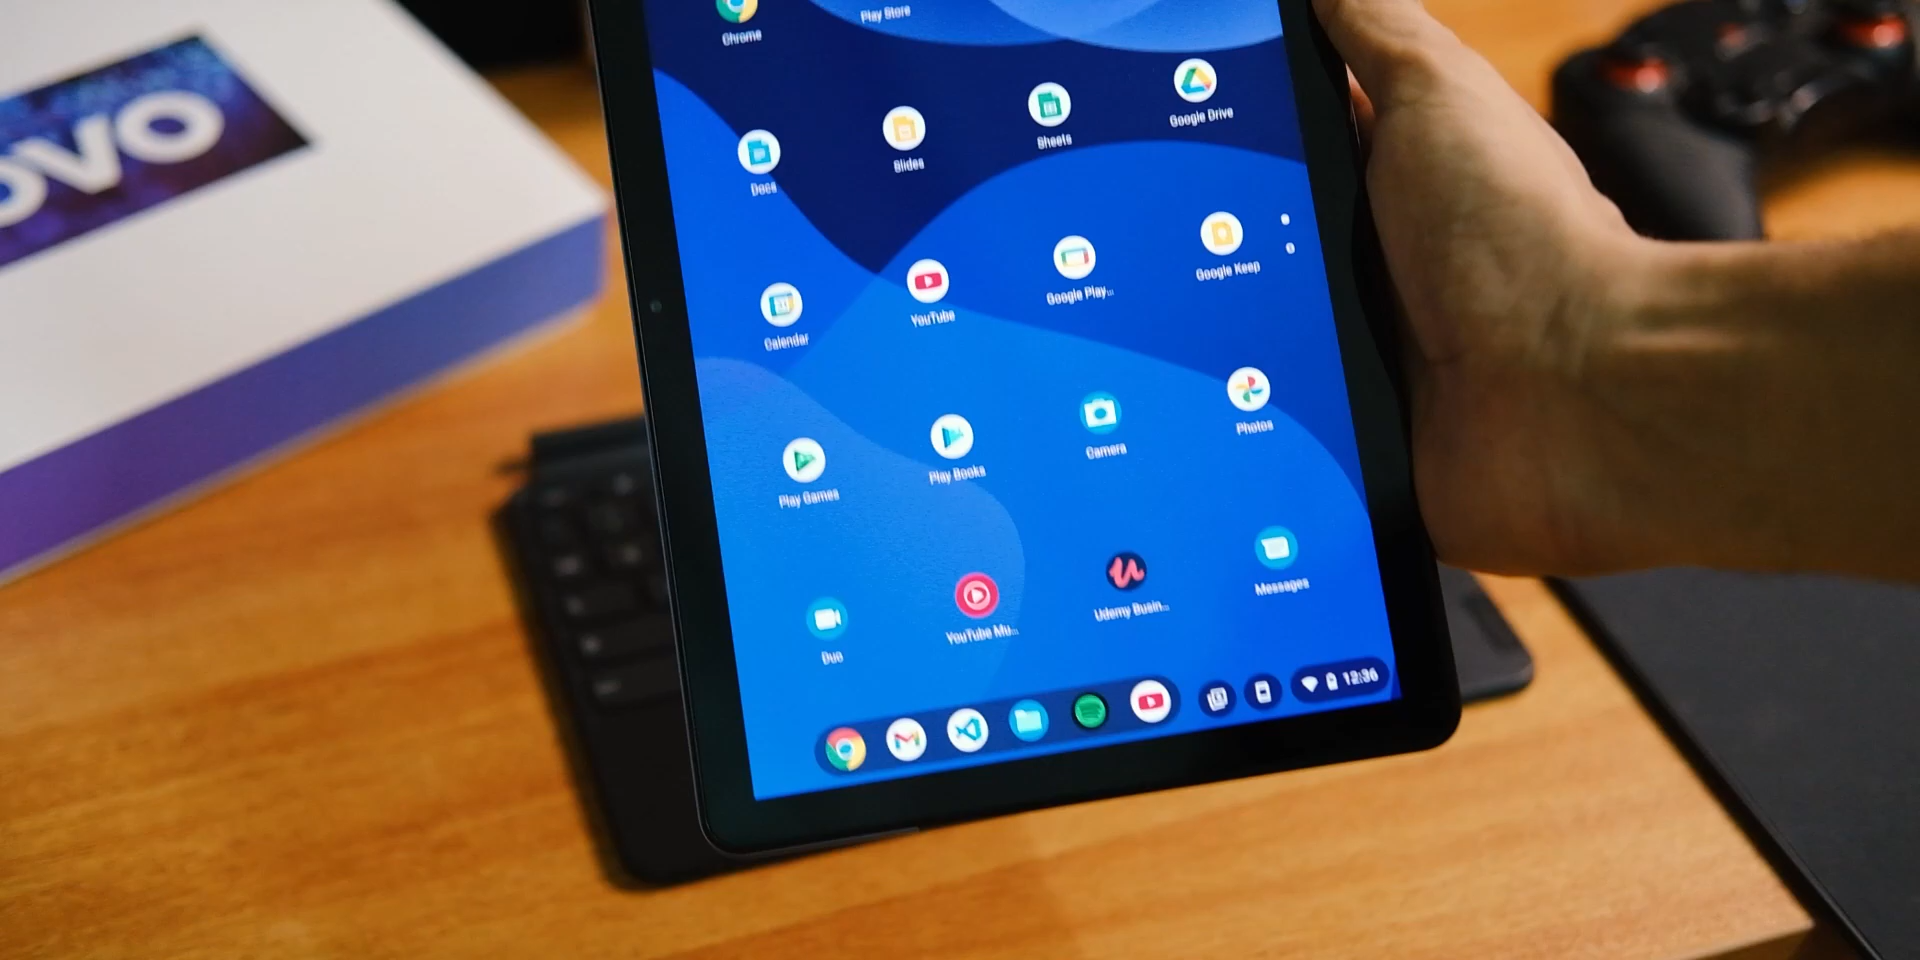 ovo
Chrome
Play Store
Docs
Slides
Sheets
Google Drive
Calendar
YouTube
Google Play...
Google Keep
Play Games
Play Books
Camera
Photos
Duo
YouTube Mu...
Udemy Busin...
Messages
12:36